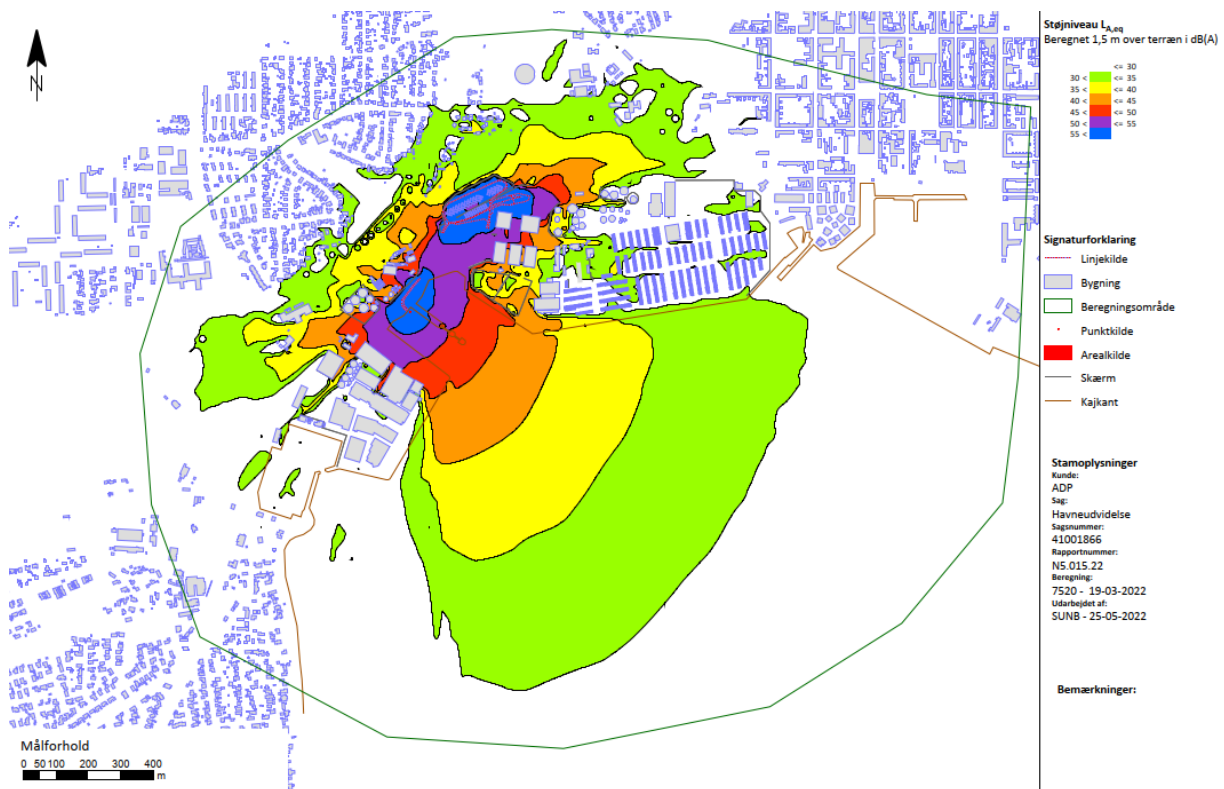 N
Støjniveau LA,eq
Beregnet 1,5 m over terræn i dB(A)
<= 30
30 < <= 35
35 < <= 40
40 < <= 45
45 < <= 50
50 < <= 55
55 <
Signaturforklaring
Linjekilde
Bygning
Beregningsområde
Punktkilde
Arealkilde
Skærm
Kajkant
Stamoplysninger
Kunde:
ADP
Sag:
Havneudvidelse
Sagsnummer:
41001866
Rapportnummer:
N5.015.22
Beregning:
7520 - 19-03-2022
Udarbejdet af:
SUNB - 25-05-2022
Bemærkninger:
Målforhold
0 50 100 200 300 400
m